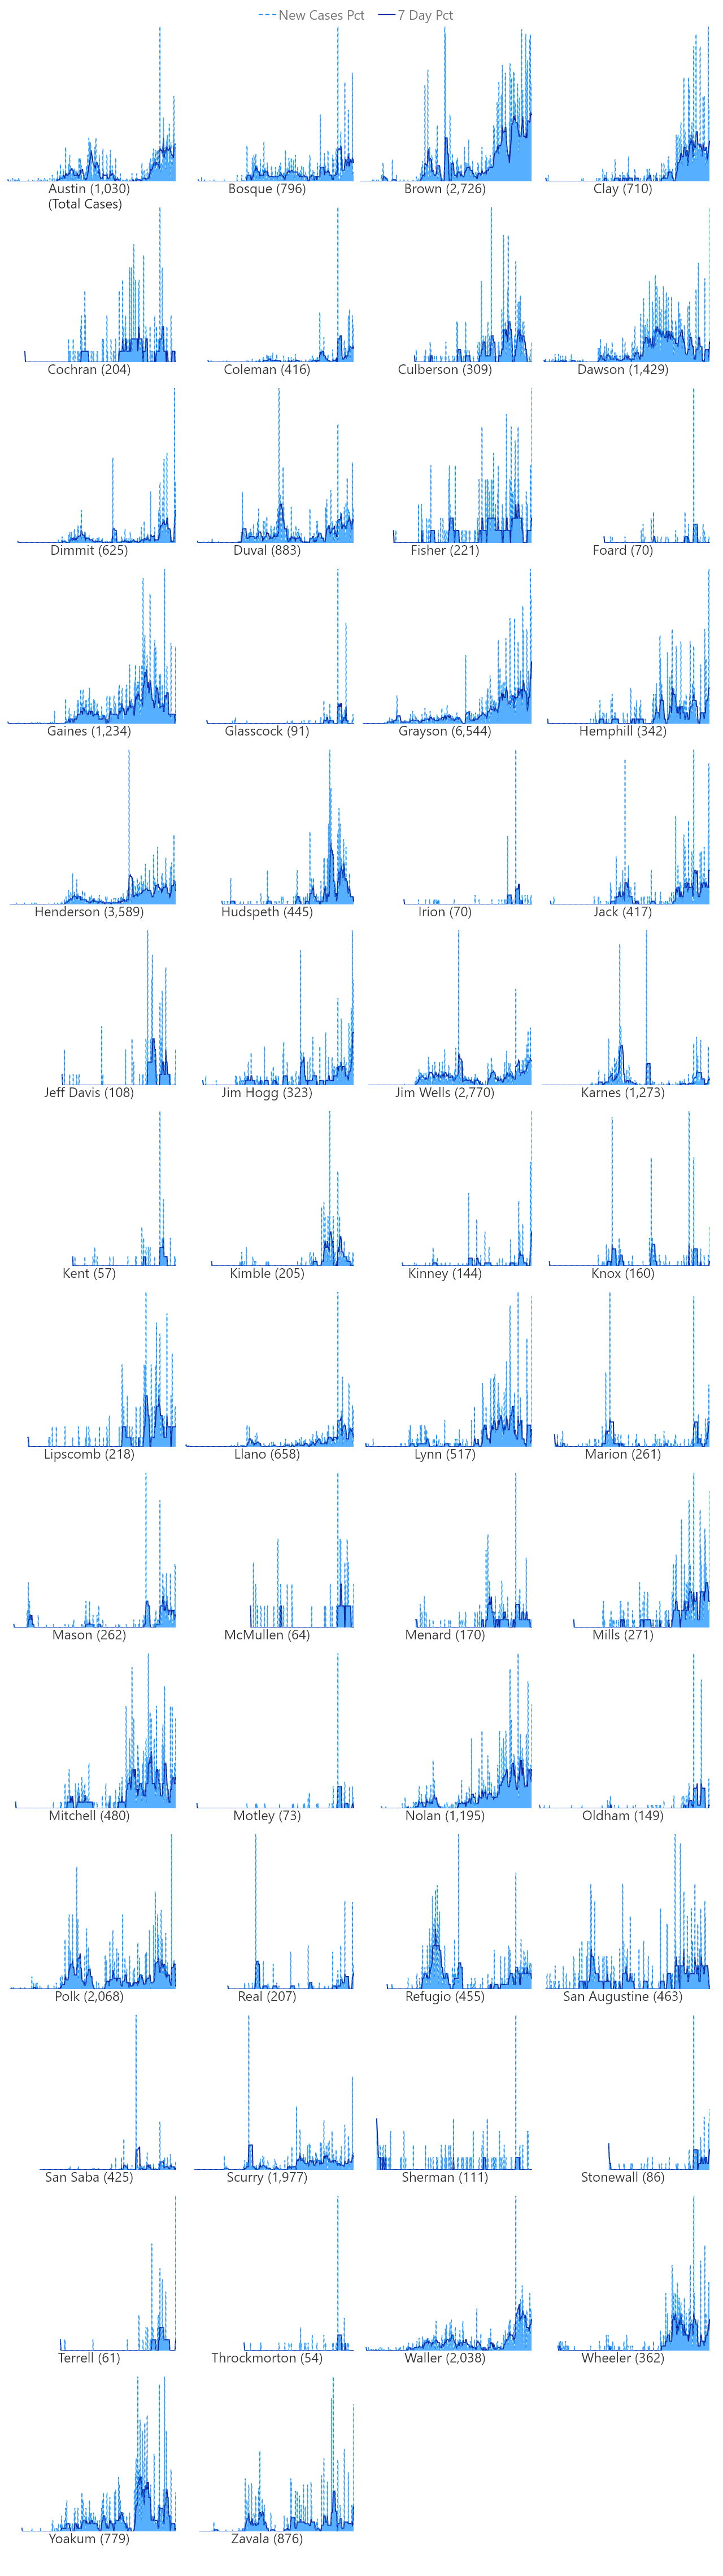 New Cases Pct 7 Day Pct
Austin (1,030) Bosque (796) Brown (2,726) Clay (710)
(Total Cases)
Cochran (204) Coleman (416) Culberson (309) Dawson (1,429)
Dimmit (625) Duval (883) Fisher (221) Foard (70)
Gaines (1,234) Glasscock (91) Grayson (6,544) Hemphill (342)
Henderson (3,589) Hudspeth (445) Irion (70) Jack (417)
Jeff Davis (108) Jim Hogg (323) Jim Wells (2,770) Karnes (1,273)
Kent (57) Kimble (205) Kinney (144) Knox (160)
Lipscomb (218) Llano (658) Lynn (517) Marion (261)
Mason (262) McMullen (64) Menard (170) Mills (271)
Mitchell (480) Motley (73) Nolan (1,195) Oldham (149)
Polk (2,068) Real (207) Refugio (455) San Augustine (463)
San Saba (425) Scurry (1,977) Sherman (111) Stonewall (86)
Terrell (61) Throckmorton (54) Waller (2,038) Wheeler (362)
Yoakum (779) Zavala (876)